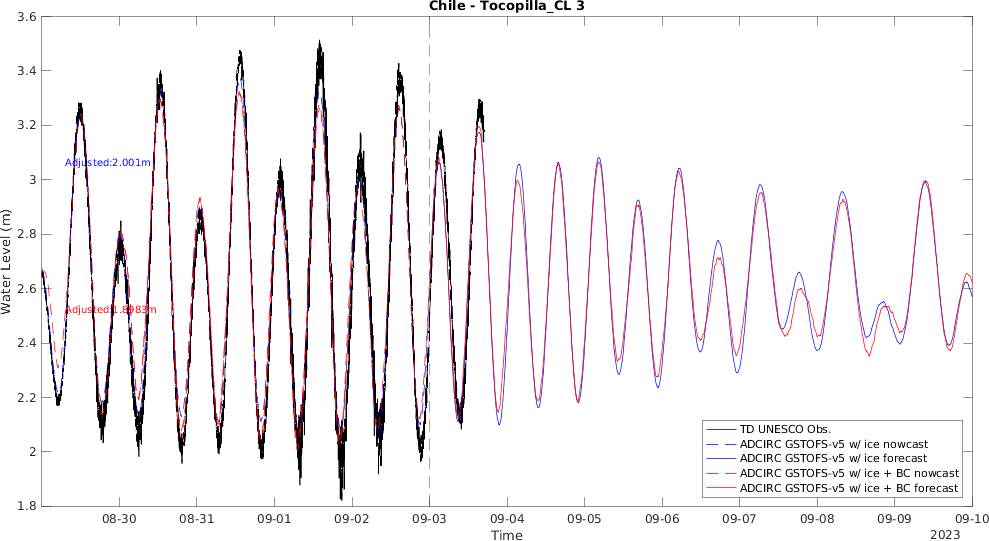 Chile - Tocopilla_CL 3
3.6
3.4
3.2
3
2.8
2.6
2.4
2.2
2
1.8
Water Level (m)
Adjusted:2.001m
Adjusted:1.8983m
TD UNESCO Obs.
ADCIRC GSTOFS-v5 w/ ice nowcast
ADCIRC GSTOFS-v5 w/ ice forecast
ADCIRC GSTOFS-v5 w/ ice + BC nowcast
ADCIRC GSTOFS-v5 w/ ice + BC forecast
08-30 08-31 09-01 09-02 09-03 09-04 09-05 09-06 09-07 09-08 09-09 09-10
Time
2023